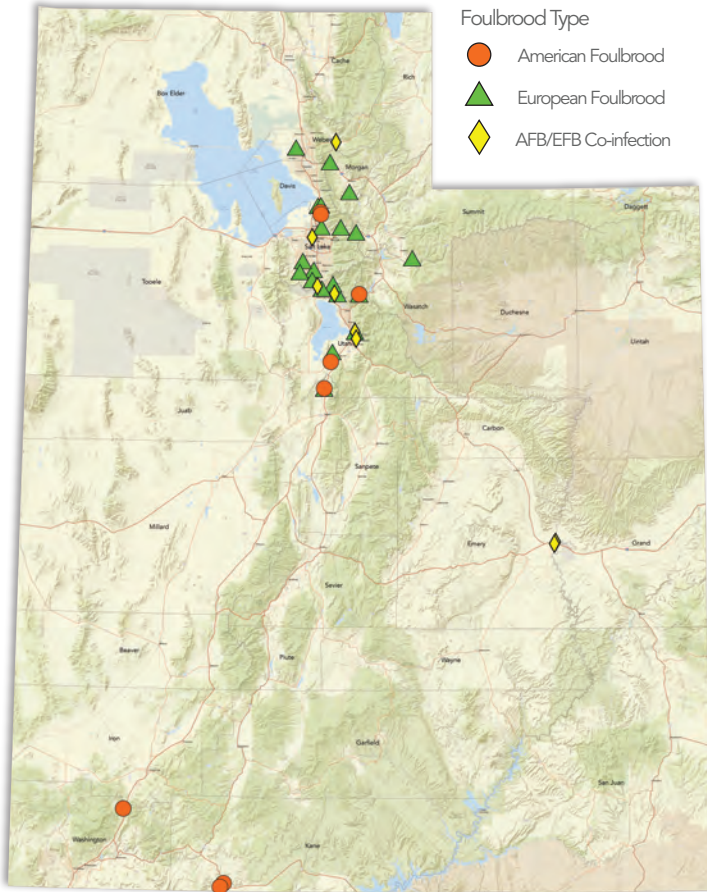 Foulbrood Type
American Foulbrood
European Foulbrood
AFB/EFB Co-infection
Cache
Rich
Box Elder
Weber
Morgan
Davis
Summit
Daggett
Salt Lake
Tooele
Wasatch
Duchesne
Uintah
Utah
Juab
Carbon
Sanpete
Millard
Emery
Grand
Sevier
Beaver
Piute
Wayne
Iron
Garfield
San Juan
Washington
Kane